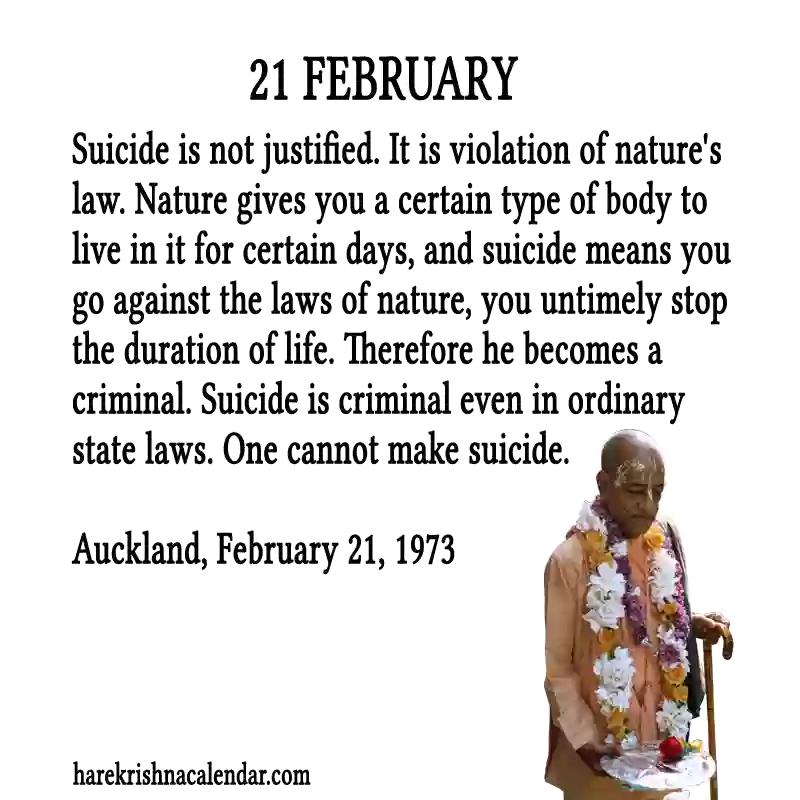 21 FEBRUARY
Suicide is not justified. It is violation of nature's
law. Nature gives you a certain type of body to
live in it for certain days, and suicide means you
go against the laws of nature, you untimely stop
the duration of life. Therefore he becomes a
criminal. Suicide is criminal even in ordinary
state laws. One cannot make suicide.
Auckland, February 21, 1973
harekrishnacalendar.com